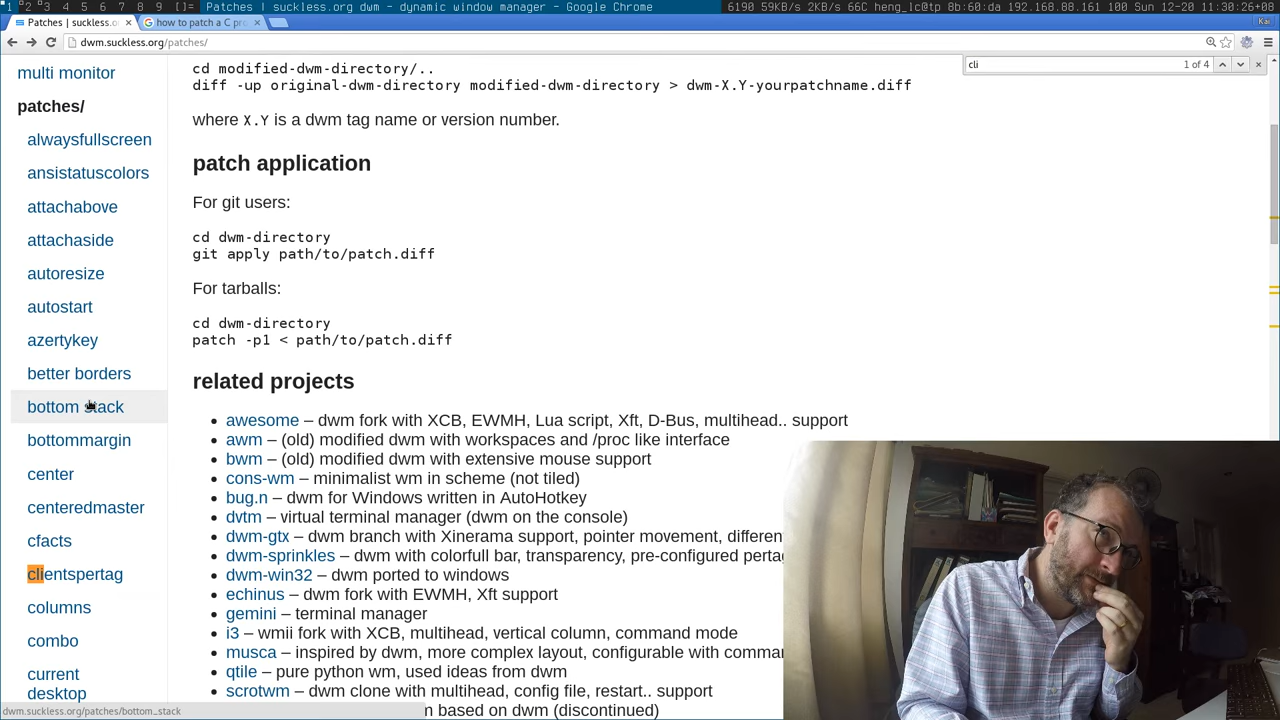 1 2 3 4 5 6 7 8 9 []= Patches | suckless.org dwm - dynamic window manager - Google Chrome 6190 59KB/s 2KB/s 66C heng_lc@tp 8b:60:da 192.168.88.161 100 Sun 12-20 11:30:26+08
Patches | suckless.or × how to patch a C pro × Kai
dwm.suckless.org/patches/
cli 1 of 4
multi monitor
patches/
alwaysfullscreen
ansistatuscolors
attachabove
attachaside
autoresize
autostart
azertykey
better borders
bottom stack
bottommargin
center
centeredmaster
cfacts
clientspertag
columns
combo
current
desktop
dwm.suckless.org/patches/bottom_stack
cd modified-dwm-directory/..
diff -up original-dwm-directory modified-dwm-directory > dwm-X.Y-yourpatchname.diff
where X.Y is a dwm tag name or version number.
patch application
For git users:
cd dwm-directory
git apply path/to/patch.diff
For tarballs:
cd dwm-directory
patch -p1 < path/to/patch.diff
related projects
• awesome – dwm fork with XCB, EWMH, Lua script, Xft, D-Bus, multihead.. support
• awm – (old) modified dwm with workspaces and /proc like interface
• bwm – (old) modified dwm with extensive mouse support
• cons-wm – minimalist wm in scheme (not tiled)
• bug.n – dwm for Windows written in AutoHotkey
• dvtm – virtual terminal manager (dwm on the console)
• dwm-gtx – dwm branch with Xinerama support, pointer movement, differen
• dwm-sprinkles – dwm with colorfull bar, transparency, pre-configured perta
• dwm-win32 – dwm ported to windows
• echinus – dwm fork with EWMH, Xft support
• gemini – terminal manager
• i3 – wmii fork with XCB, multihead, vertical column, command mode
• musca – inspired by dwm, more complex layout, configurable with comma
• qtile – pure python wm, used ideas from dwm
• scrotwm – dwm clone with multihead, config file, restart.. support
m based on dwm (discontinued)